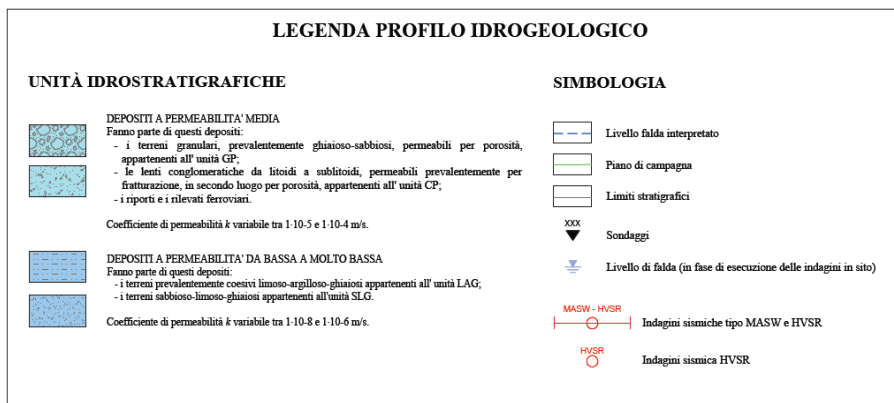 LEGENDA PROFILO IDROGEOLOGICO
UNITÀ IDROSTRATIGRAFICHE
DEPOSITI A PERMEABILITA' MEDIA
Fanno parte di questi depositi:
- i terreni granulari, prevalentemente ghiaioso-sabbiosi, permeabili per porosità,
appartenenti all' unità GP;
- le lenti conglomeratiche da litoidi a sublitoidi, permeabili prevalentemente per
fratturazione, in secondo luogo per porosità, appartenenti all' unità CP;
- i riporti e i rilevati ferroviari.
Coefficiente di permeabilità k variabile tra 1·10-5 e 1·10-4 m/s.
DEPOSITI A PERMEABILITA' DA BASSA A MOLTO BASSA
Fanno parte di questi depositi:
- i terreni prevalentemente coesivi limoso-argilloso-ghiaiosi appartenenti all' unità LAG;
- i terreni sabbioso-limoso-ghiaiosi appartenenti all'unità SLG.
Coefficiente di permeabilità k variabile tra 1·10-8 e 1·10-6 m/s.
SIMBOLOGIA
Livello falda interpretato
Piano di campagna
Limiti stratigrafici
XXX
Sondaggi
Livello di falda (in fase di esecuzione delle indagini in sito)
MASW - HVSR
Indagini sismiche tipo MASW e HVSR
HVSR
Indagini sismica HVSR